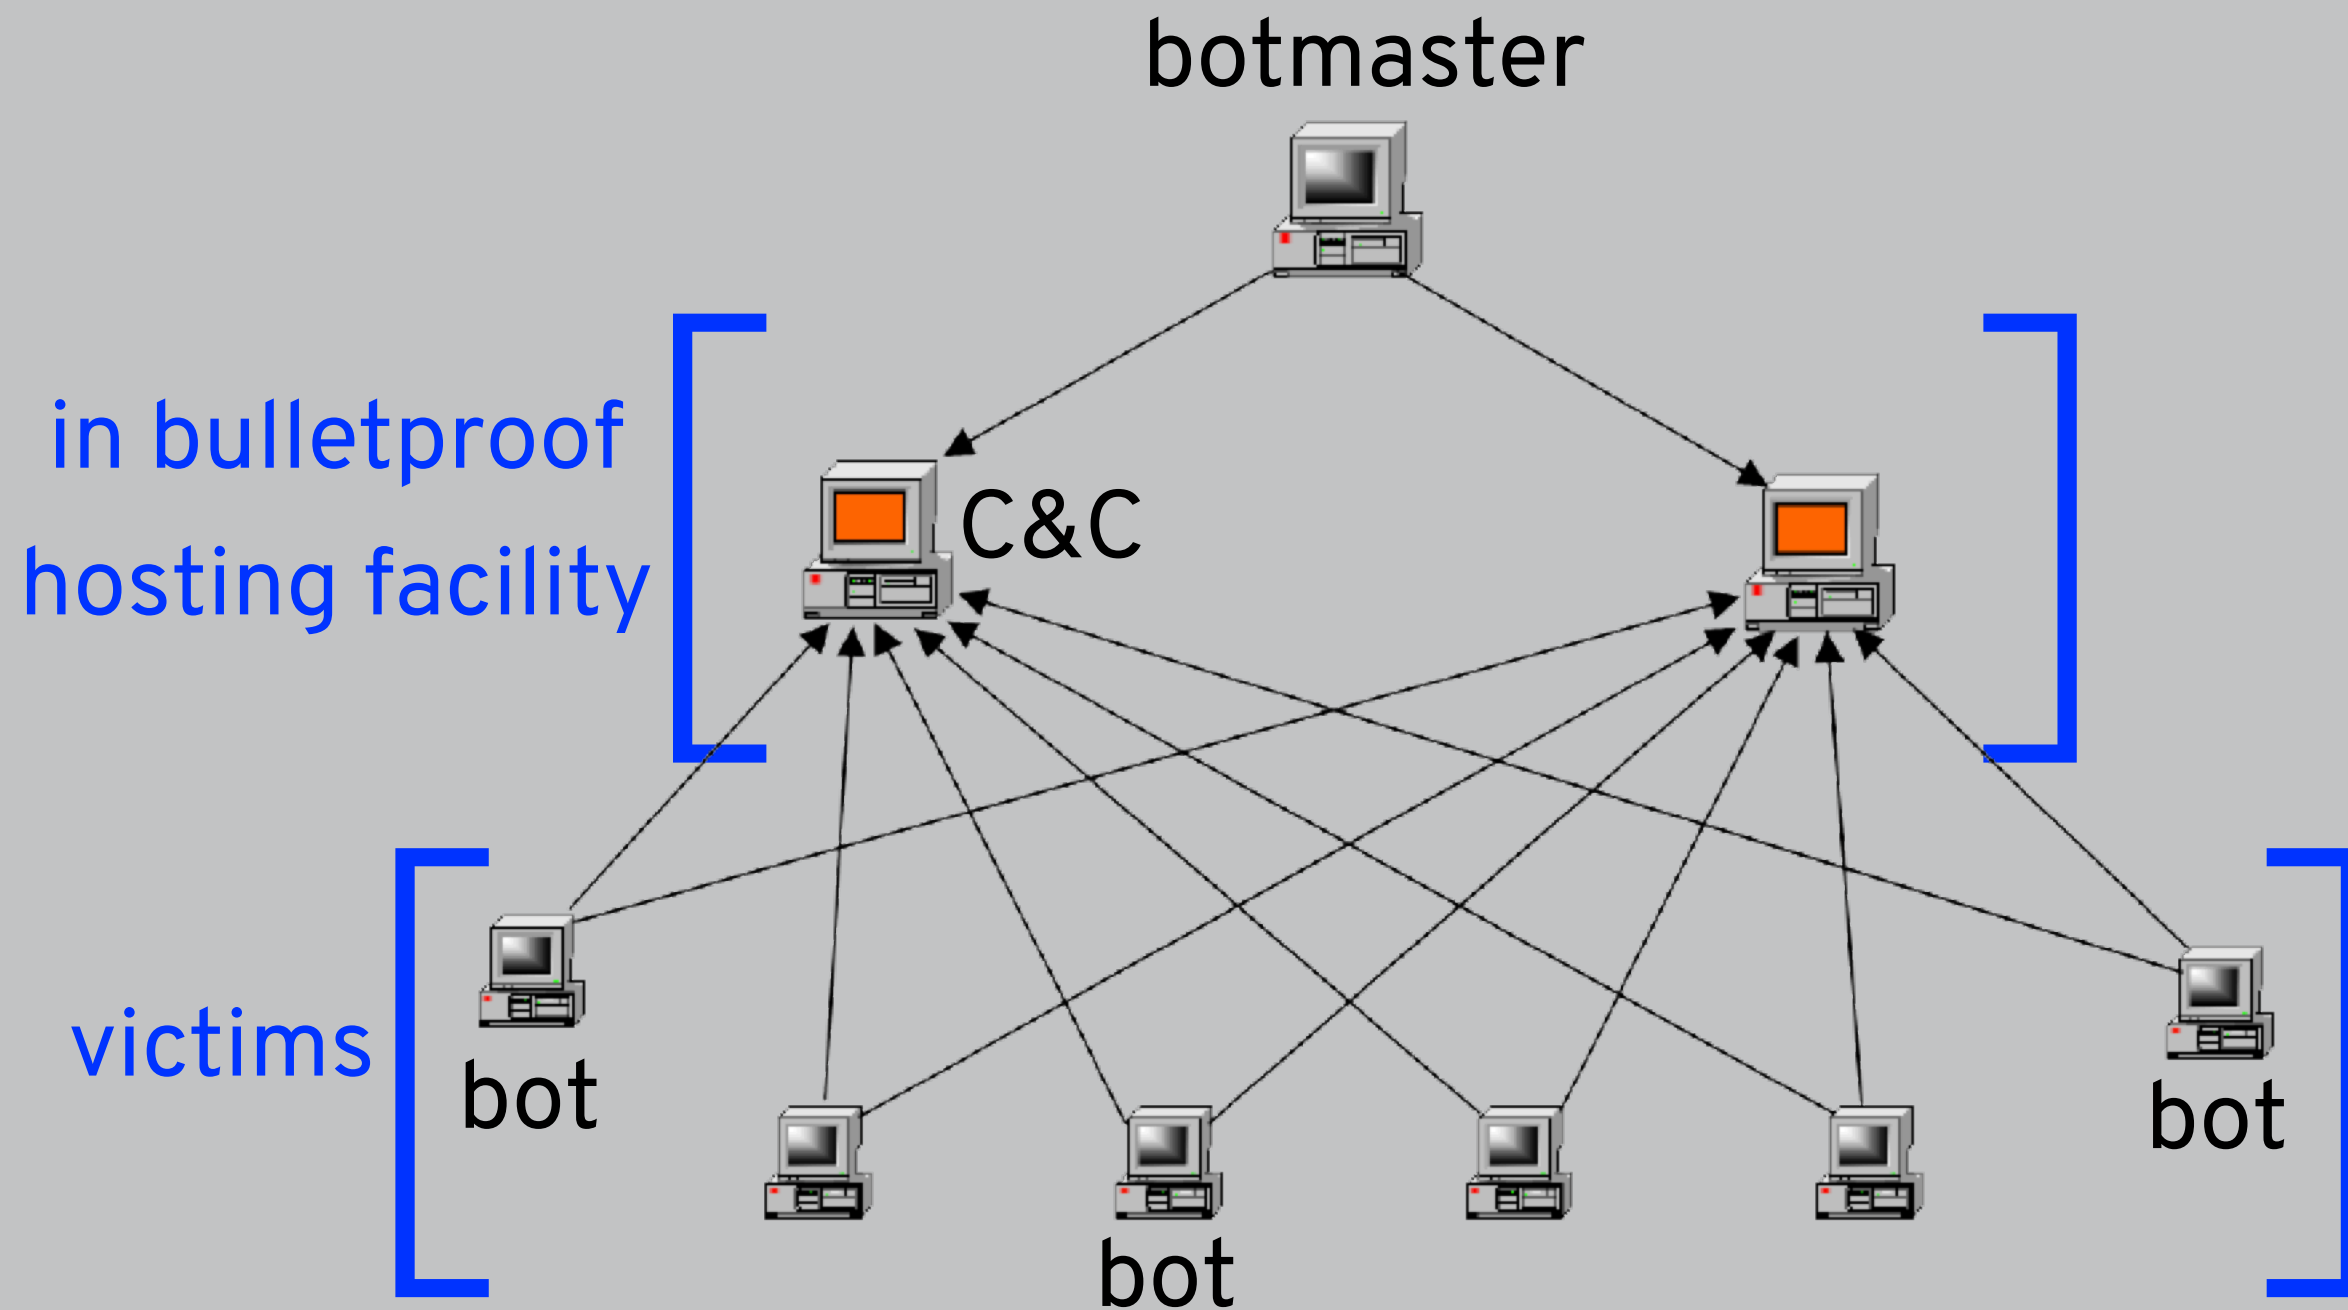 botmaster
in bulletproof
hosting facility
C&C
victims
bot
bot
bot